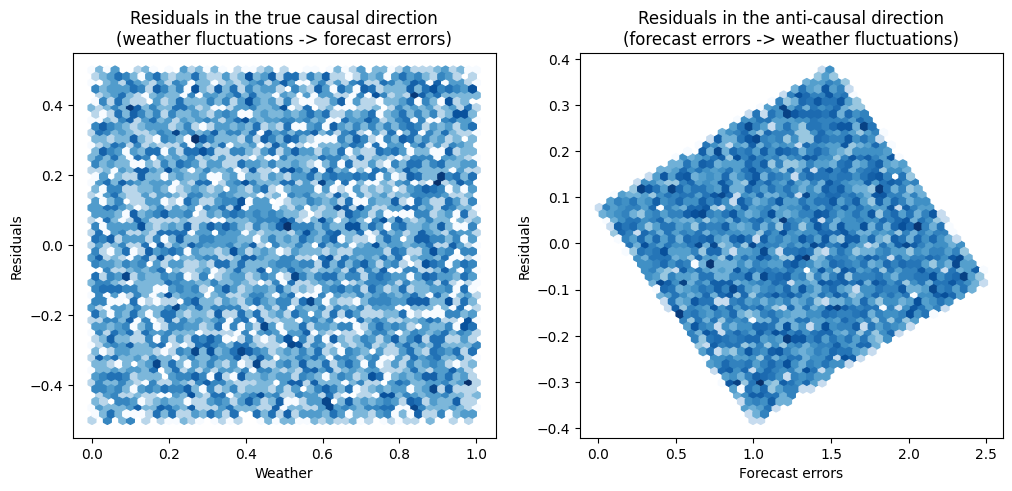 Residuals in the true causal direction
(weather fluctuations -> forecast errors)
0.4
0.2
0.0
−0.2
−0.4
Residuals
0.0 0.2 0.4 0.6 0.8 1.0
Weather
Residuals in the anti-causal direction
(forecast errors -> weather fluctuations)
0.4
0.3
0.2
0.1
0.0
−0.1
−0.2
−0.3
−0.4
Residuals
0.0 0.5 1.0 1.5 2.0 2.5
Forecast errors